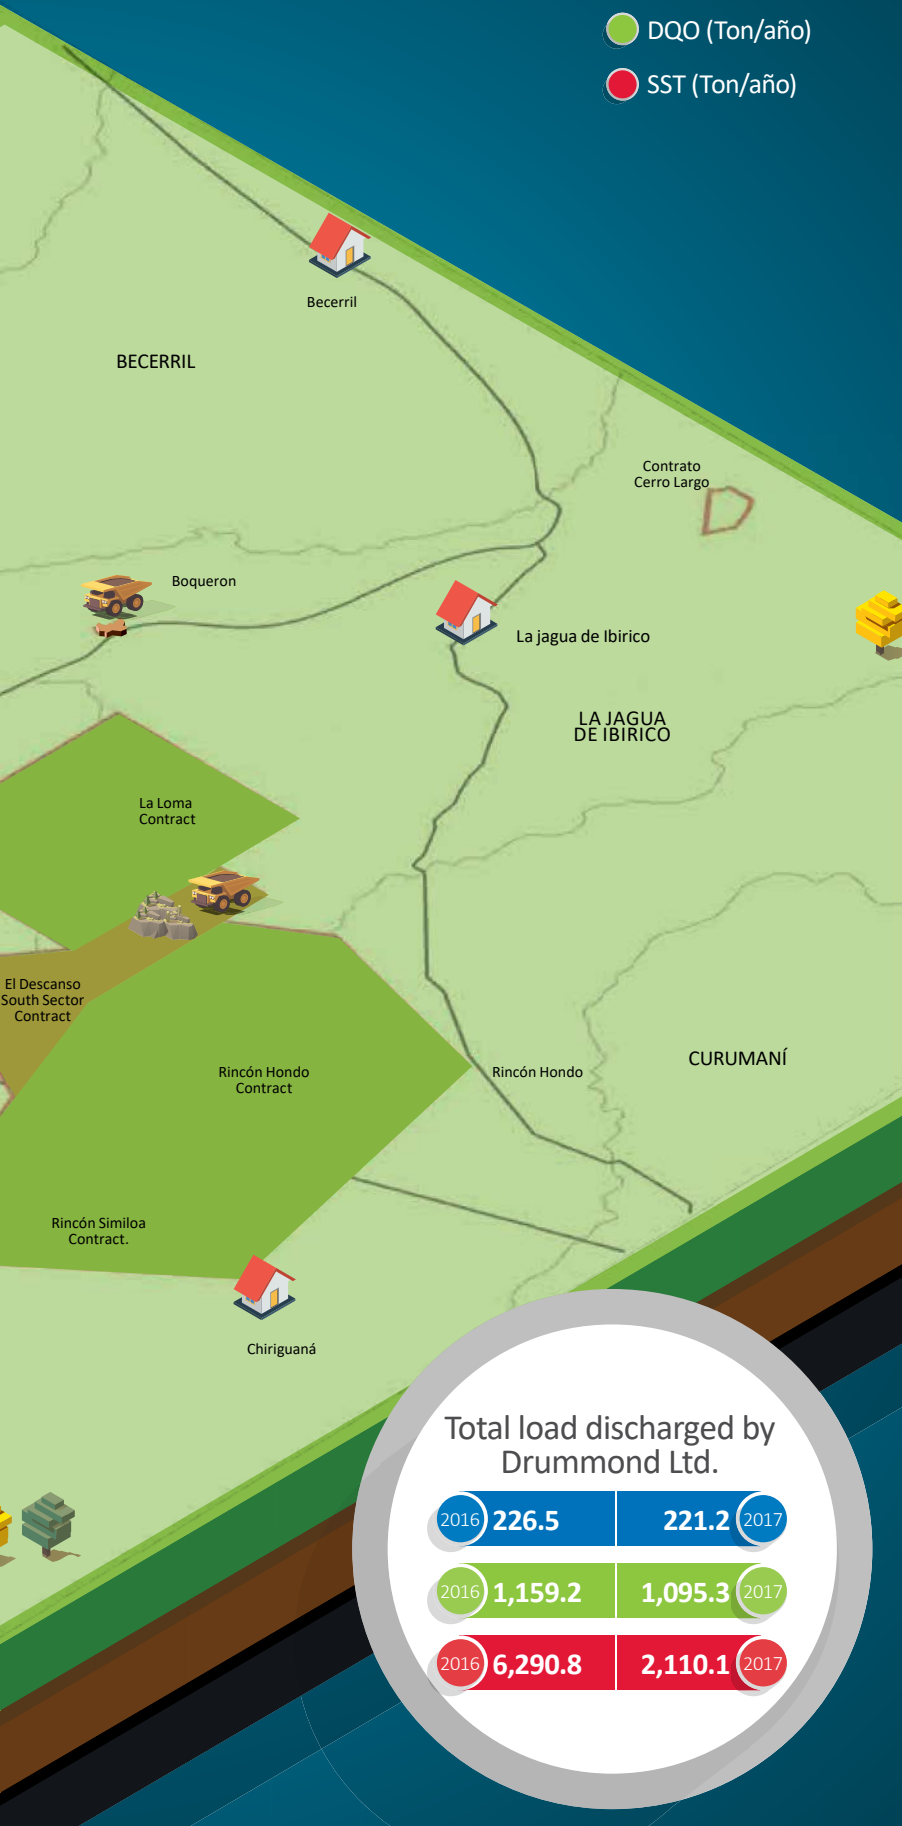 DQO (Ton/año)
SST (Ton/año)
Becerril
BECERRIL
Contrato
Cerro Largo
Boqueron
La jagua de Ibirico
LA JAGUA
DE IBIRICO
La Loma
Contract
El Descanso
South Sector
Contract
Rincón Hondo
Contract
Rincón Hondo
CURUMANÍ
Rincón Similoa
Contract.
Chiriguaná
Total load discharged by
Drummond Ltd.
2016 226.5 221.2 2017
2016 1,159.2 1,095.3 2017
2016 6,290.8 2,110.1 2017